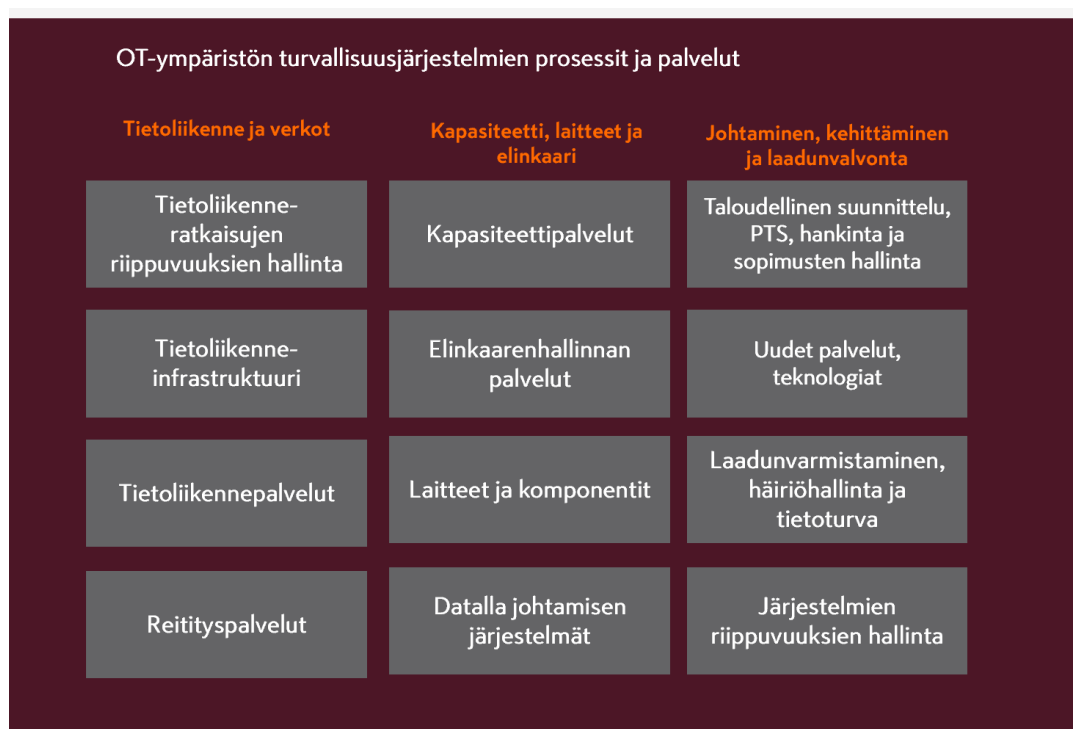 OT-ympäristön turvallisuusjärjestelmien prosessit ja palvelut
Tietoliikenne ja verkot
Tietoliikenne-
ratkaisujen
riippuvuuksien hallinta
Tietoliikenne-
infrastruktuuri
Tietoliikennepalvelut
Reitityspalvelut
Kapasiteetti, laitteet ja
elinkaari
Kapasiteettipalvelut
Elinkaarenhallinnan
palvelut
Laitteet ja komponentit
Datalla johtamisen
järjestelmät
Johtaminen, kehittäminen
ja laadunvalvonta
Taloudellinen suunnittelu,
PTS, hankinta ja
sopimusten hallinta
Uudet palvelut,
teknologiat
Laadunvarmistaminen,
häiriöhallinta ja
tietoturva
Järjestelmien
riippuvuuksien hallinta